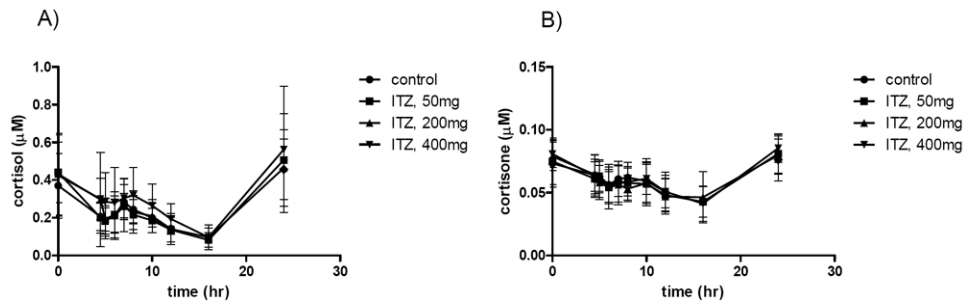 A)
cortisol (μM)
1.0
0.8
0.6
0.4
0.2
0.0
0
10
20
30
time (hr)
control
ITZ, 50mg
ITZ, 200mg
ITZ, 400mg
B)
cortisone (μM)
0.15
0.10
0.05
0.00
0
10
20
30
time (hr)
control
ITZ, 50mg
ITZ, 200mg
ITZ, 400mg